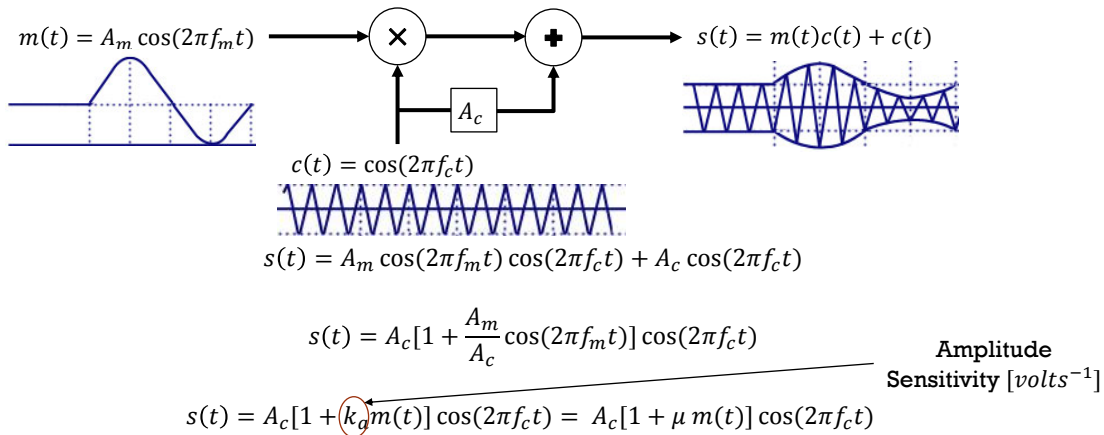 m(t) = A_m cos(2πf_m t)
×
+
s(t) = m(t)c(t) + c(t)
A_c
c(t) = cos(2πf_c t)
s(t) = A_m cos(2πf_m t) cos(2πf_c t) + A_c cos(2πf_c t)
s(t) = A_c[1 + \frac{A_m}{A_c} cos(2πf_m t)] cos(2πf_c t)
Amplitude
Sensitivity [volts⁻¹]
s(t) = A_c[1 + k_a m(t)] cos(2πf_c t) = A_c[1 + μ m(t)] cos(2πf_c t)